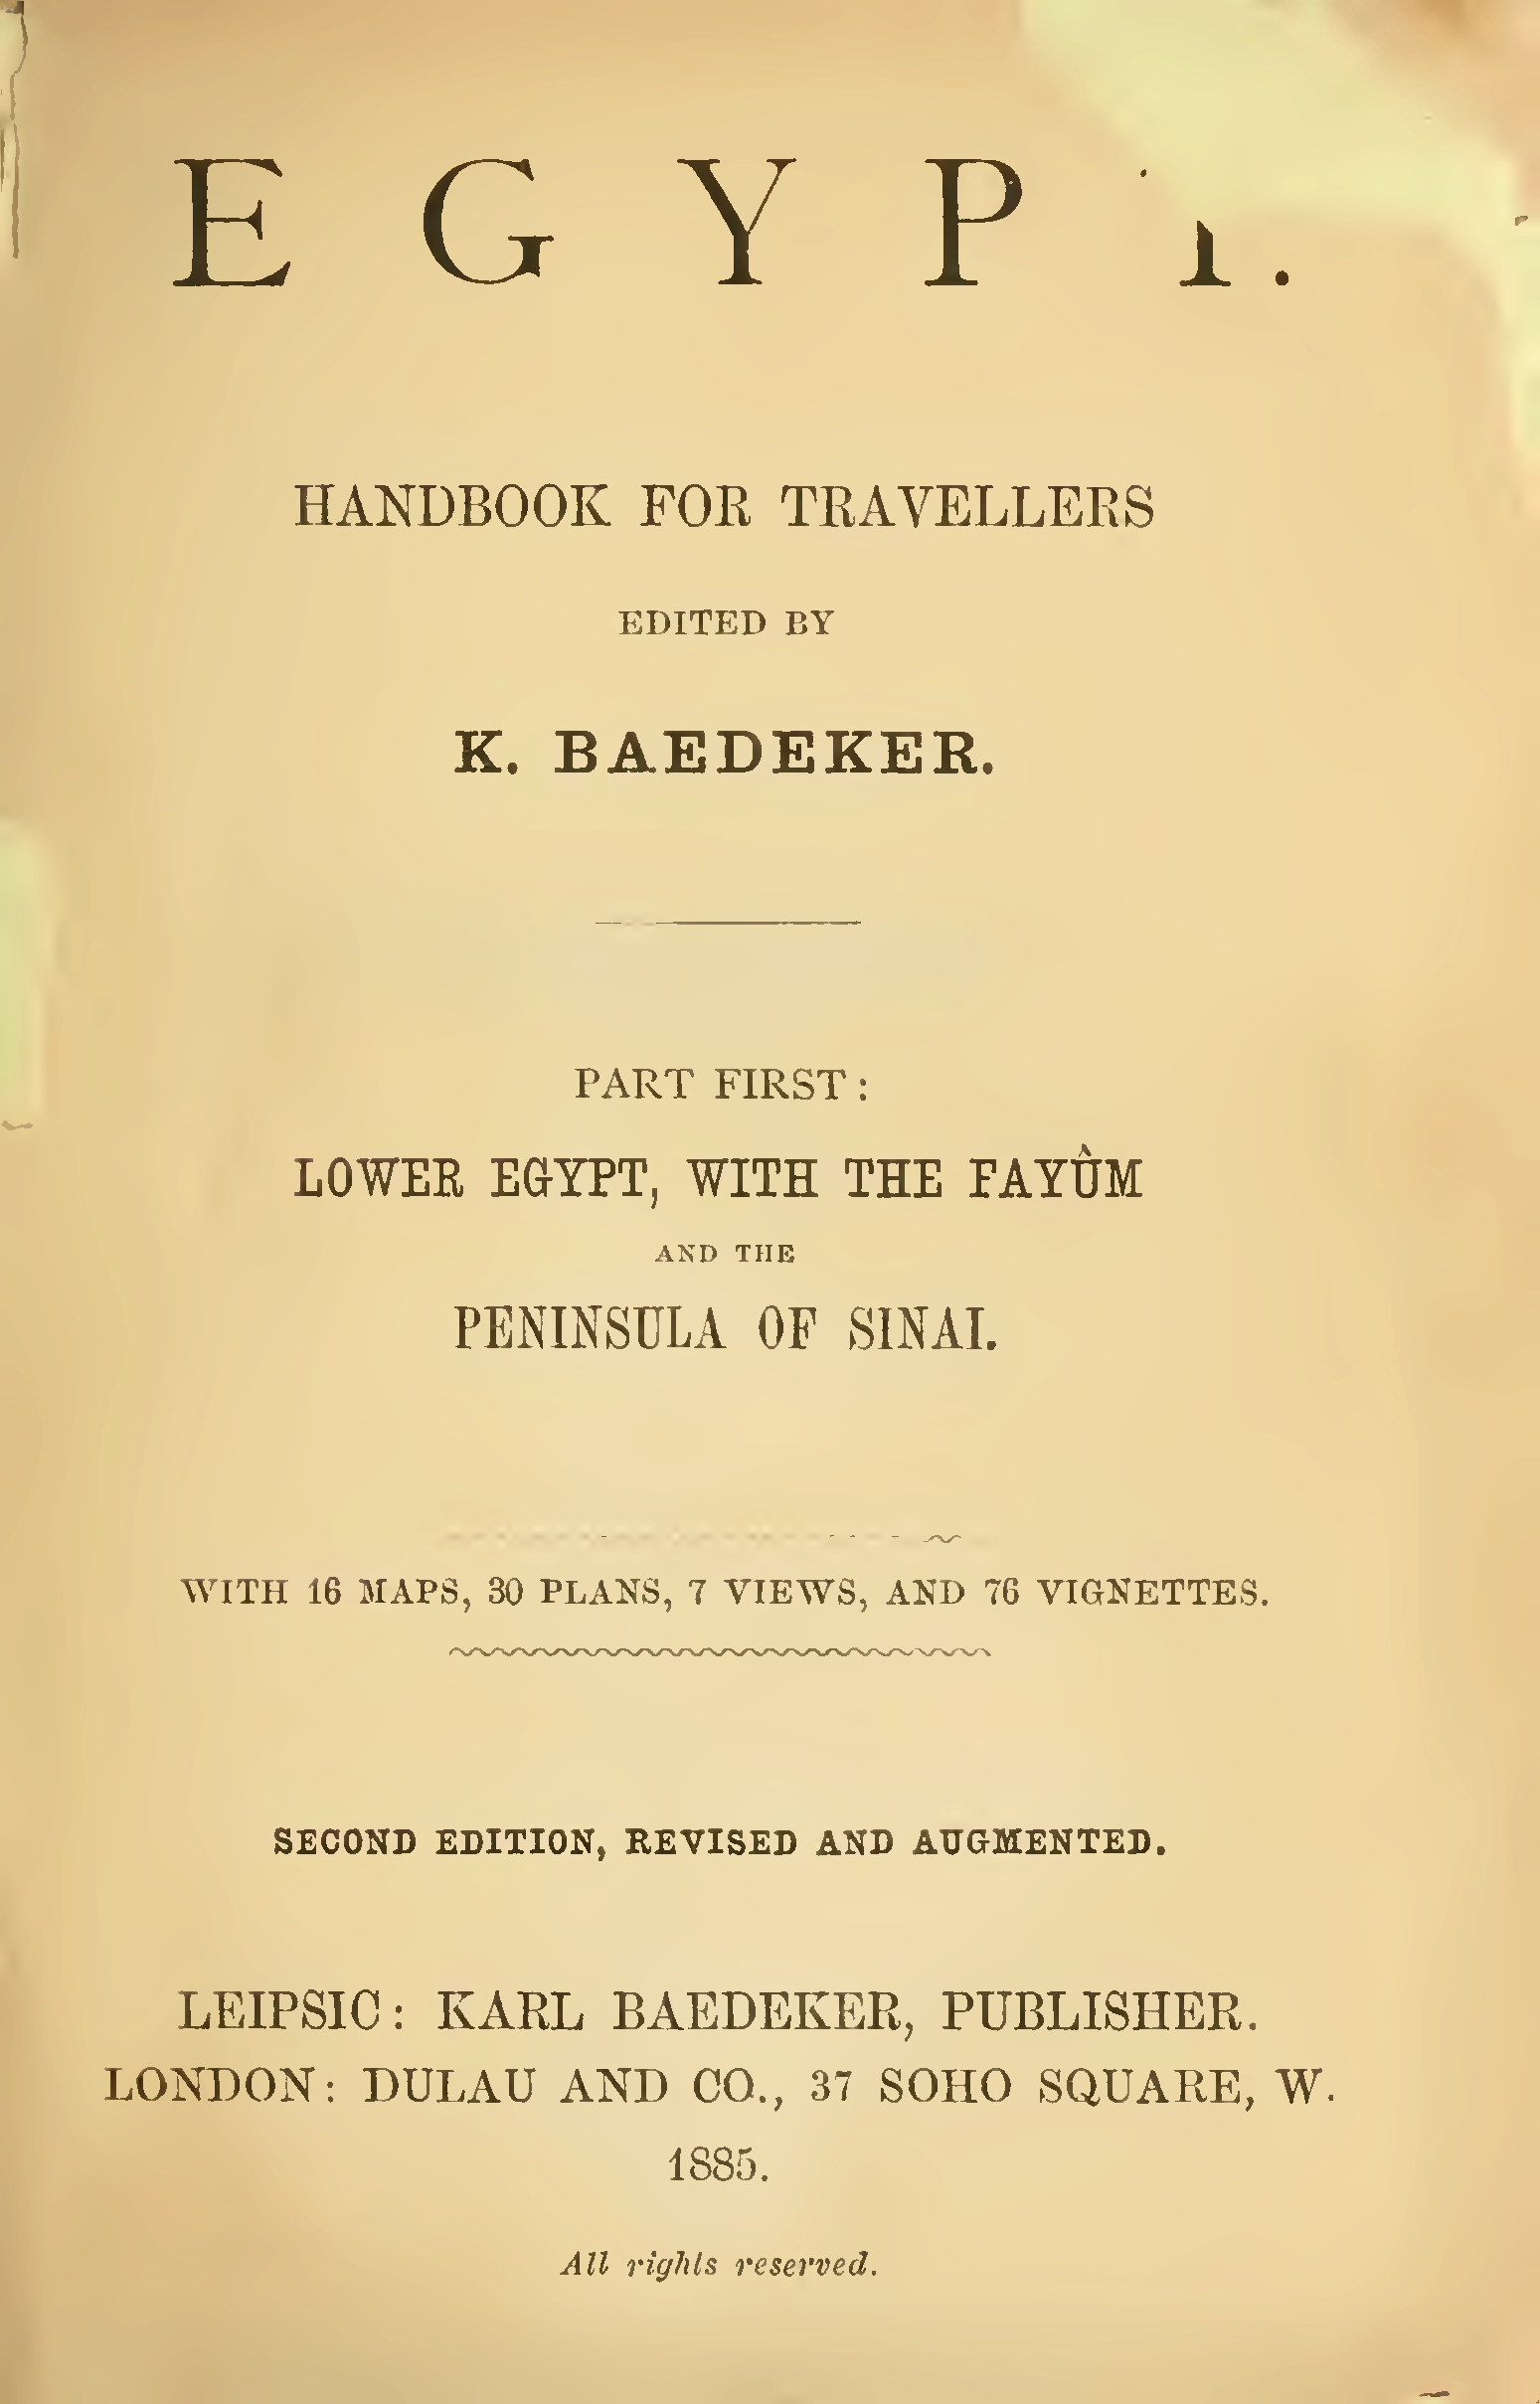 EGYPT.
HANDBOOK FOR TRAVELLERS
EDITED BY
K. BAEDEKER.
PART FIRST:
LOWER EGYPT, WITH THE FAYÛM
AND THE
PENINSULA OF SINAI.
WITH 16 MAPS, 30 PLANS, 7 VIEWS, AND 76 VIGNETTES.
SECOND EDITION, REVISED AND AUGMENTED.
LEIPSIC: KARL BAEDEKER, PUBLISHER.
LONDON: DULAU AND CO., 37 SOHO SQUARE, W.
1885.
All rights reserved.